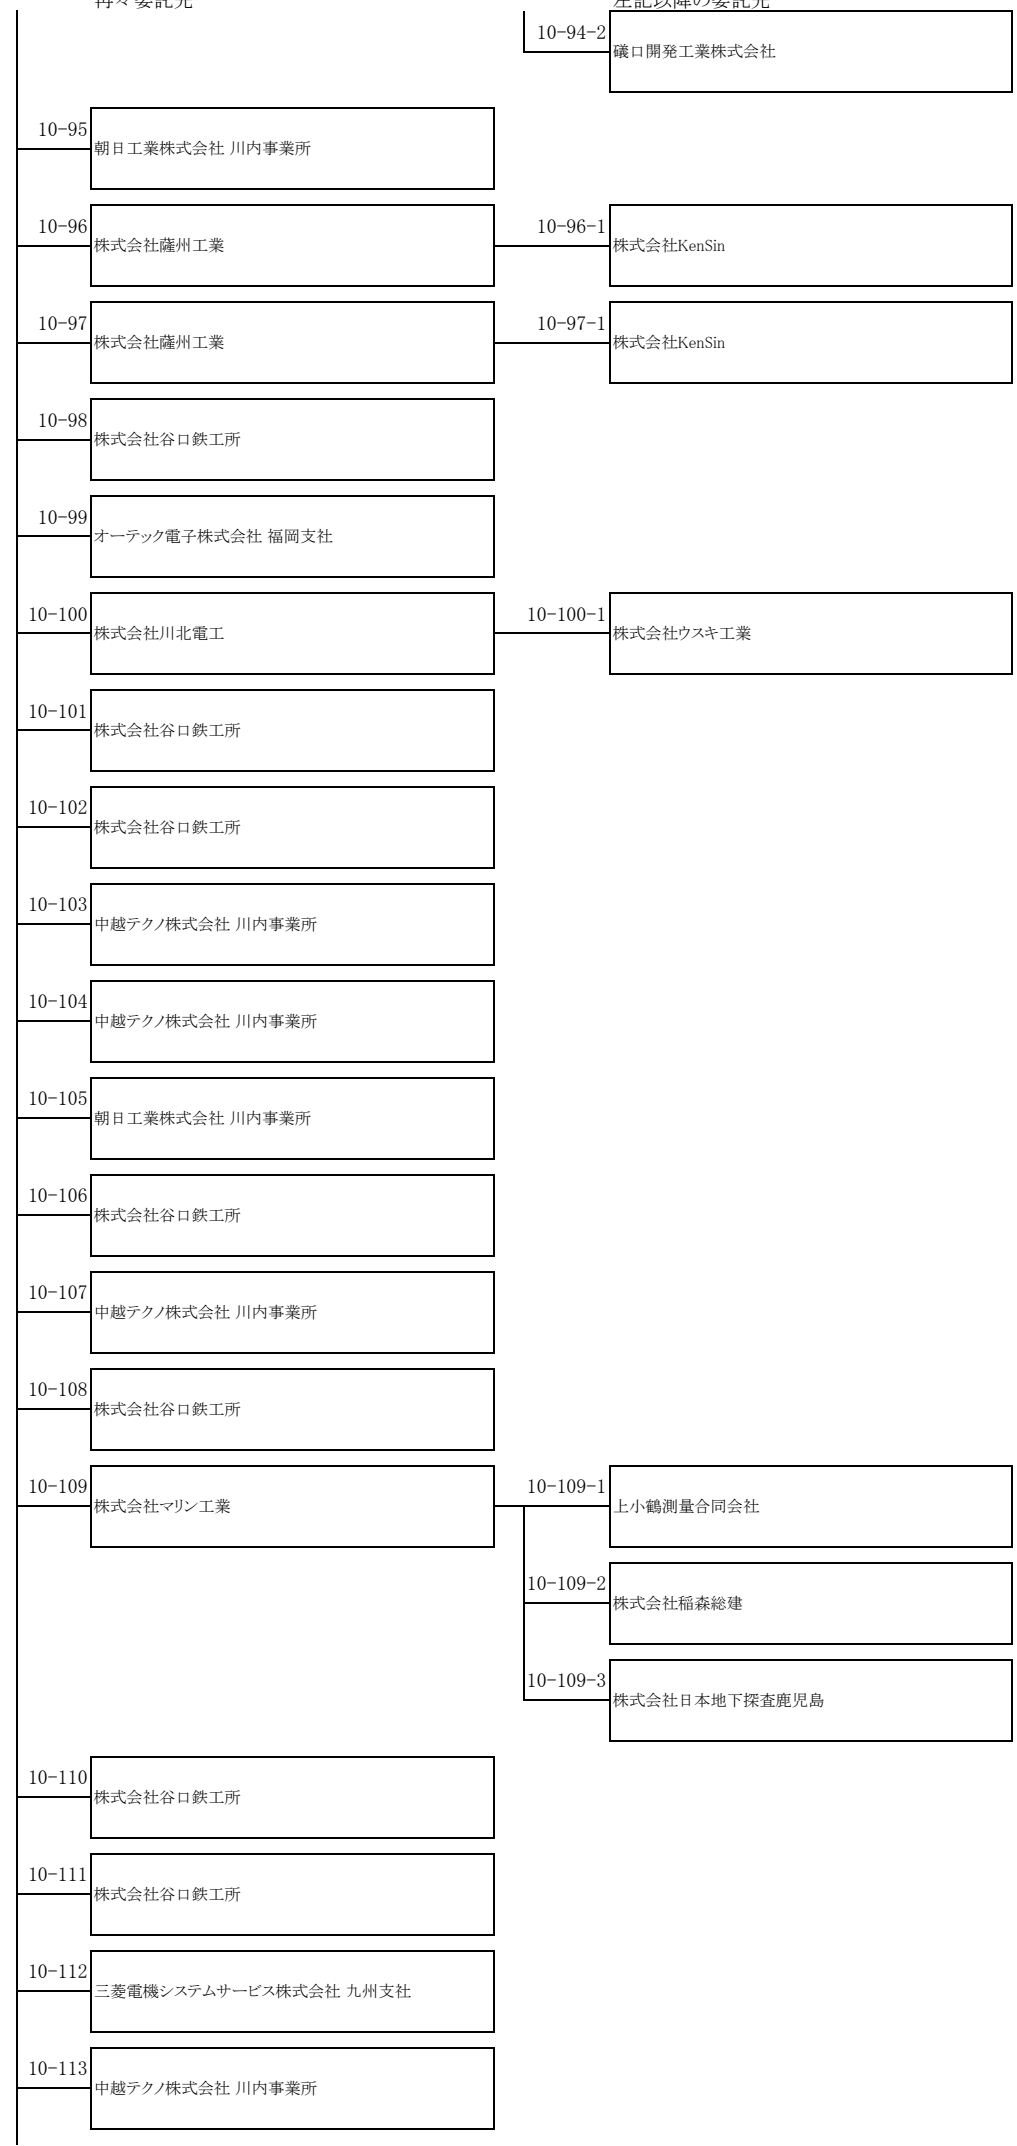 再々委託先
左記以降の委託先
10-94-2
礒口開発工業株式会社
10-95
朝日工業株式会社 川内事業所
10-96
株式会社薩州工業
10-96-1
株式会社KenSin
10-97
株式会社薩州工業
10-97-1
株式会社KenSin
10-98
株式会社谷口鉄工所
10-99
オーテック電子株式会社 福岡支社
10-100
株式会社川北電工
10-100-1
株式会社ウスキ工業
10-101
株式会社谷口鉄工所
10-102
株式会社谷口鉄工所
10-103
中越テクノ株式会社 川内事業所
10-104
中越テクノ株式会社 川内事業所
10-105
朝日工業株式会社 川内事業所
10-106
株式会社谷口鉄工所
10-107
中越テクノ株式会社 川内事業所
10-108
株式会社谷口鉄工所
10-109
株式会社マリン工業
10-109-1
上小鶴測量合同会社
10-109-2
株式会社稲森総建
10-109-3
株式会社日本地下探査鹿児島
10-110
株式会社谷口鉄工所
10-111
株式会社谷口鉄工所
10-112
三菱電機システムサービス株式会社 九州支社
10-113
中越テクノ株式会社 川内事業所